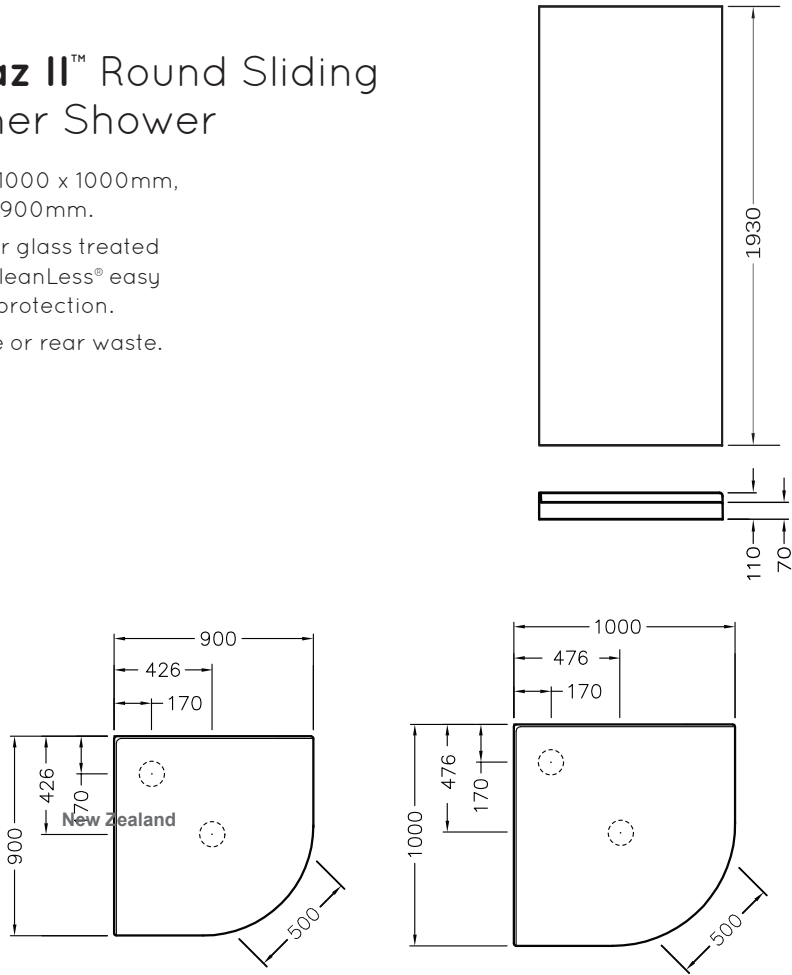 az II™ Round Sliding
ner Shower
1000 x 1000mm,
900mm.
r glass treated
leanLess® easy
protection.
e or rear waste.
1930
110
70
900
426
170
900
426
70
New Zealand
500
1000
476
170
1000
476
170
500